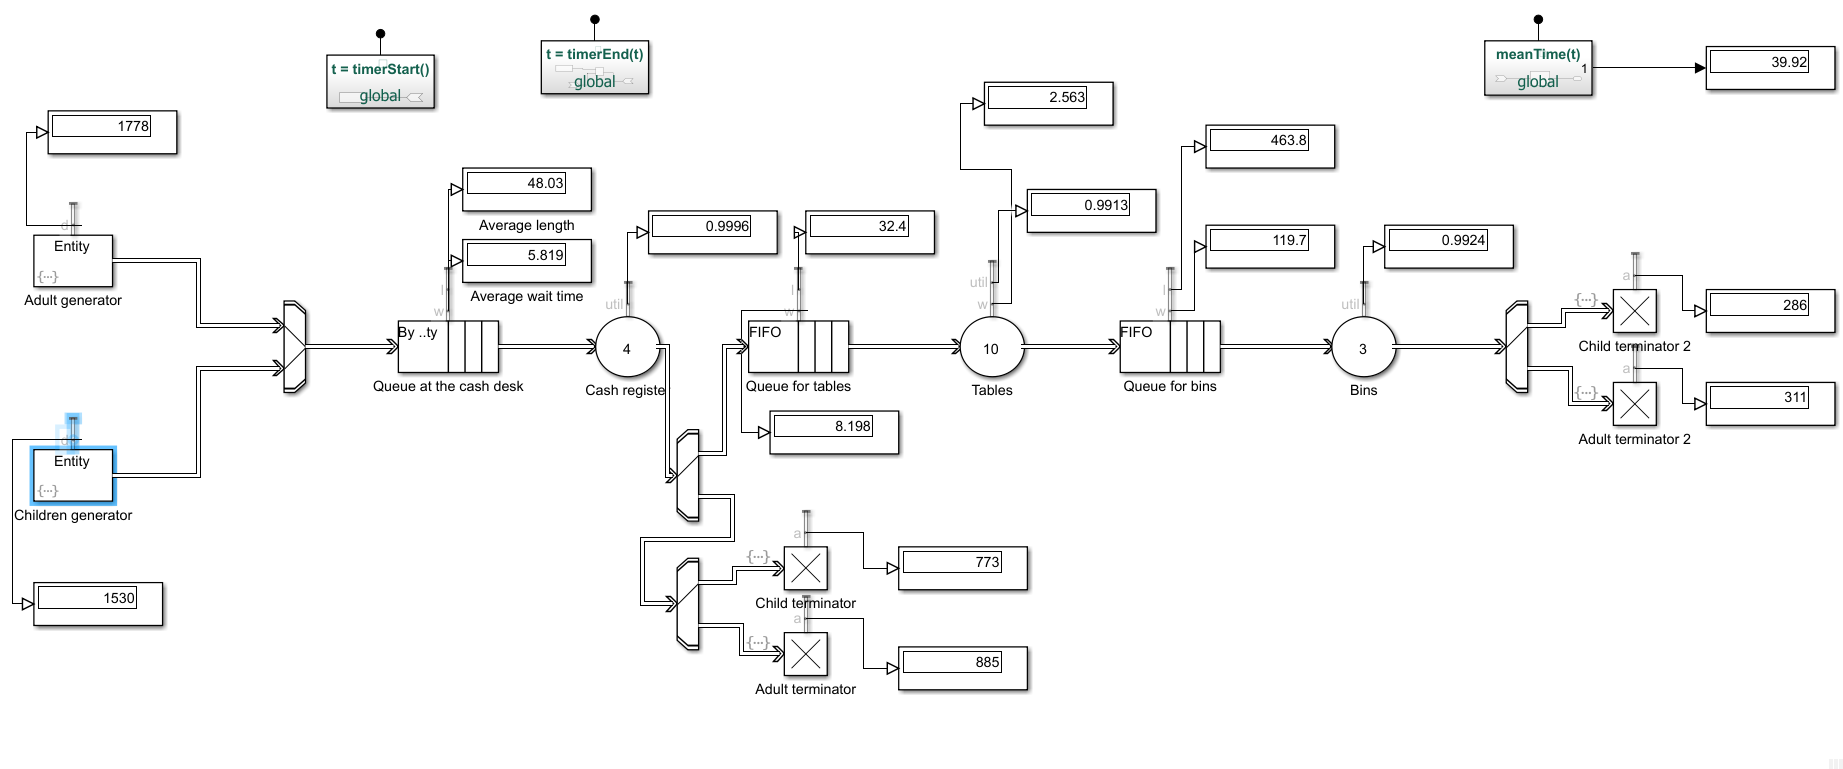 t = timerStart()
global
t = timerEnd(t)
global
meanTime(t)
1
global
39.92
1778
d
Entity
{...}
Adult generator
48.03
Average length
5.819
Average wait time
l
By ..ty
Queue at the cash desk
0.9996
util
4
Cash registe
32.4
l
w
FIFO
Queue for tables
8.198
2.563
0.9913
util
w
10
Tables
463.8
119.7
l
w
FIFO
Queue for bins
0.9924
util
3
Bins
a
{...}
286
Child terminator 2
a
{...}
311
Adult terminator 2
d
Entity
{...}
Children generator
1530
a
{...}
773
Child terminator
a
{...}
885
Adult terminator